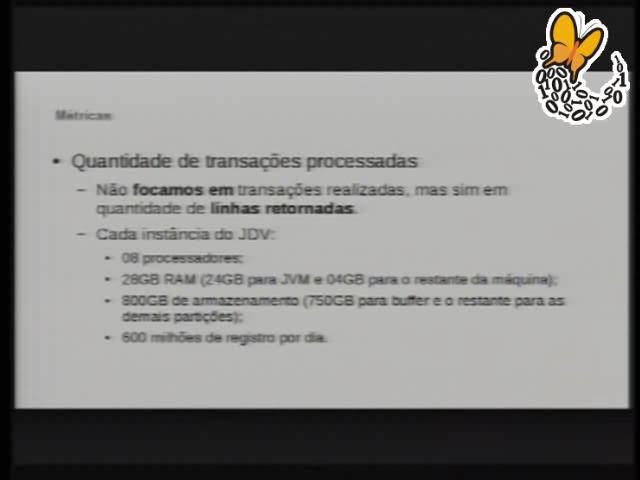 Métricas
• Quantidade de transações processadas
– Não focamos em transações realizadas, mas sim em
quantidade de linhas retornadas.
– Cada instância do JDV:
• 08 processadores;
• 28GB RAM (24GB para JVM e 04GB para o restante da máquina);
• 800GB de armazenamento (750GB para buffer e o restante para as
demais partições);
• 600 milhões de registro por dia.